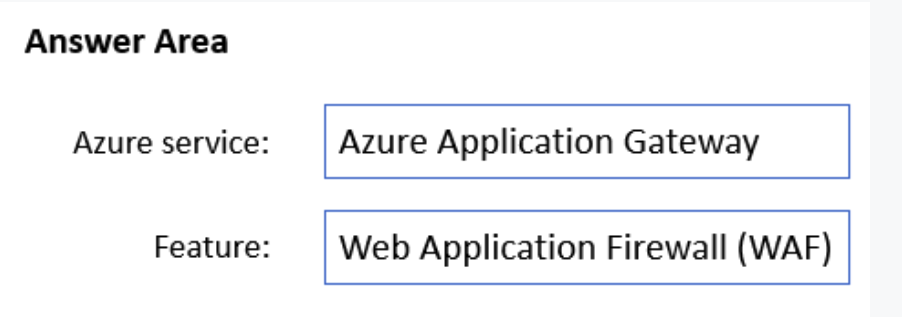 Answer Area
Azure service: Azure Application Gateway
Feature: Web Application Firewall (WAF)